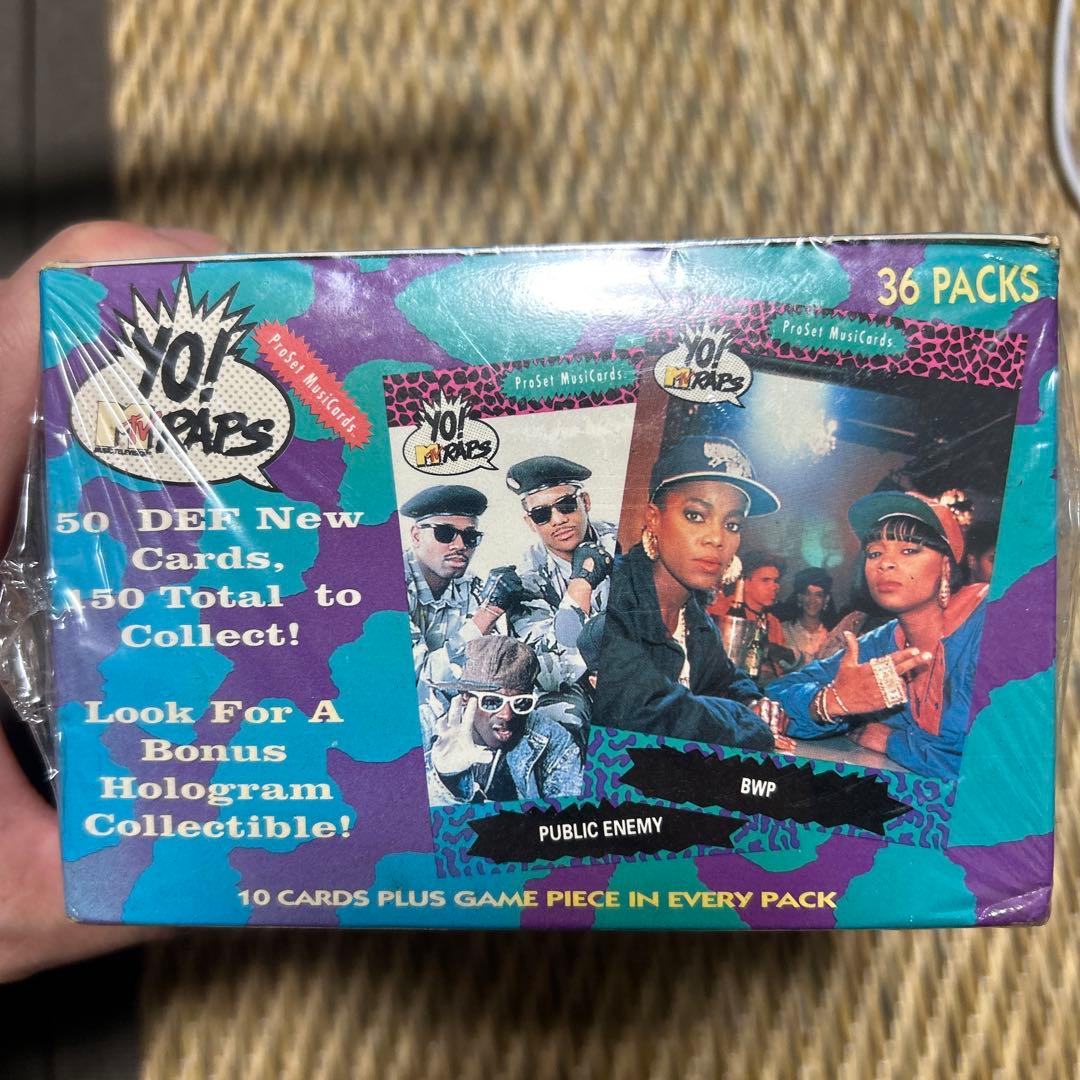 36 PACKS
YO!
MTV RAPS
MUSIC TELEVISION
ProSet MusiCards
50 DEF New
Cards,
150 Total to
Collect!
Look For A
Bonus
Hologram
Collectible!
ProSet MusiCards
YO!
MTV RAPS
PUBLIC ENEMY
ProSet MusiCards
YO!
MTV RAPS
BWP
10 CARDS PLUS GAME PIECE IN EVERY PACK